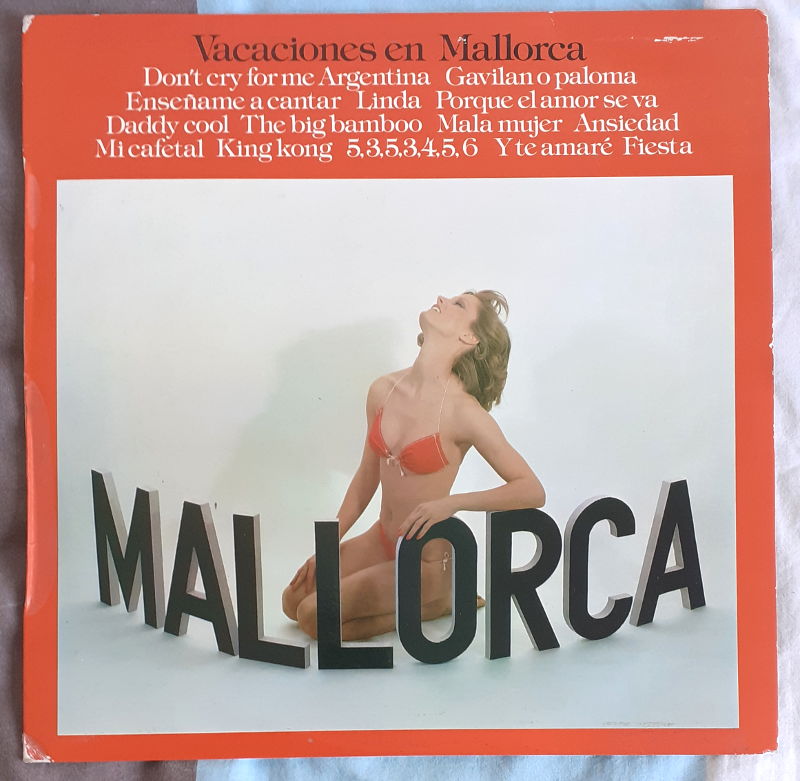 Vacaciones en Mallorca
Don't cry for me Argentina Gavilan o paloma
Enseñame a cantar Linda Porque el amor se va
Daddy cool The big bamboo Mala mujer Ansiedad
Mi cafetal King kong 5,3,5,3,4,5,6 Y te amaré Fiesta
MALLORCA